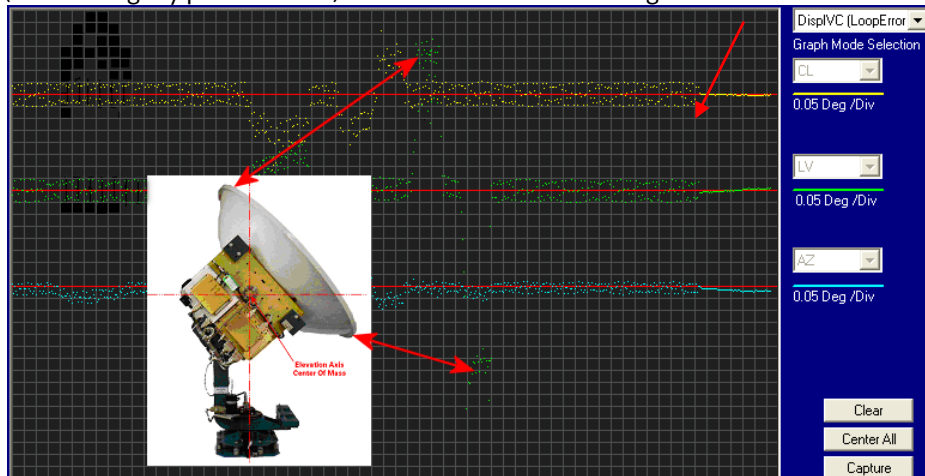 DispIVC (LoopError
Graph Mode Selection
CL
0.05 Deg /Div
LV
0.05 Deg /Div
AZ
0.05 Deg /Div
Elevation Axis
Center Of Mass
Clear
Center All
Capture